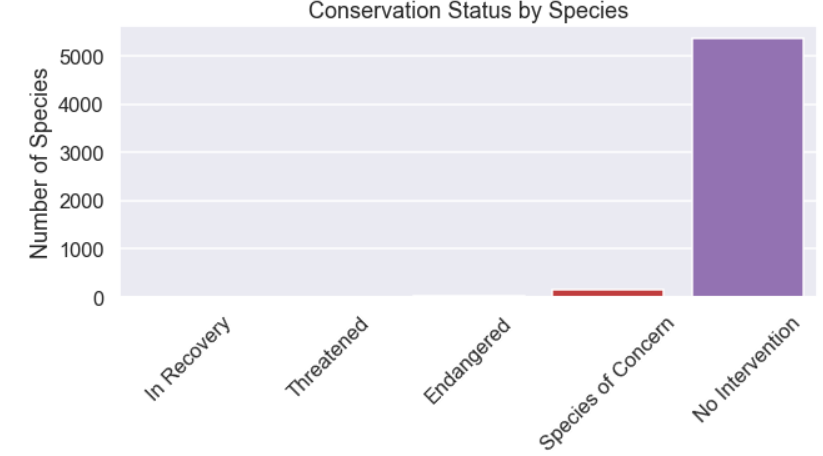 Conservation Status by Species
Number of Species
5000
4000
3000
2000
1000
0
In Recovery
Threatened
Endangered
Species of Concern
No Intervention